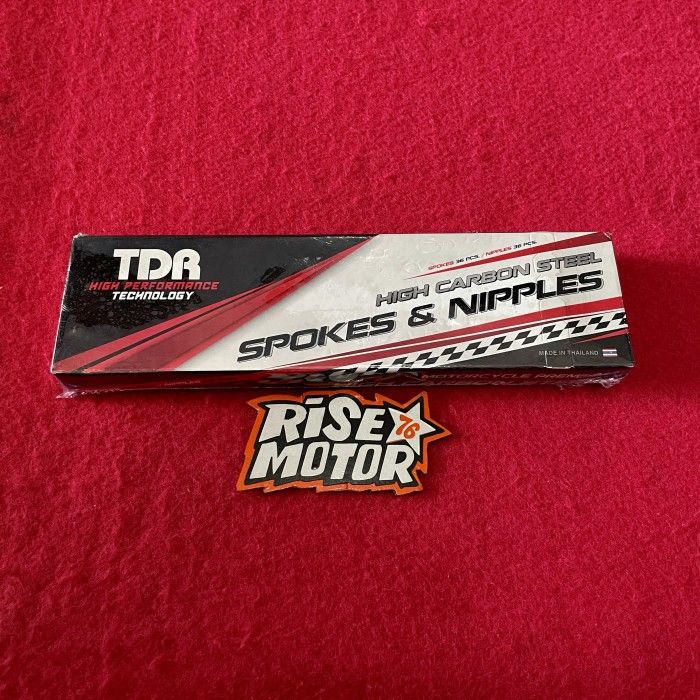 TDR
HIGH PERFORMANCE
TECHNOLOGY
SPOKES 36 PCS. / NIPPLES 36 PCS.
HIGH CARBON STEEL
SPOKES & NIPPLES
MADE IN THAILAND
RiSE 76
MOTOR